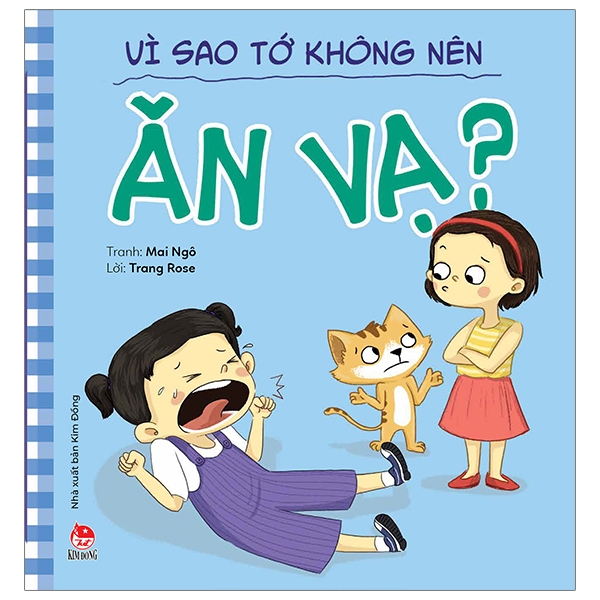 VÌ SAO TỚ KHÔNG NÊN
ĂN VẠ?
Tranh: Mai Ngô
Lời: Trang Rose
Nhà xuất bản Kim Đồng
KIM ĐỒNG